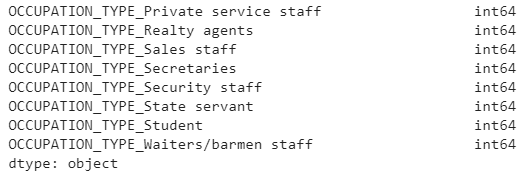 OCCUPATION_TYPE_Private service staff int64
OCCUPATION_TYPE_Realty agents int64
OCCUPATION_TYPE_Sales staff int64
OCCUPATION_TYPE_Secretaries int64
OCCUPATION_TYPE_Security staff int64
OCCUPATION_TYPE_State servant int64
OCCUPATION_TYPE_Student int64
OCCUPATION_TYPE_Waiters/barmen staff int64
dtype: object